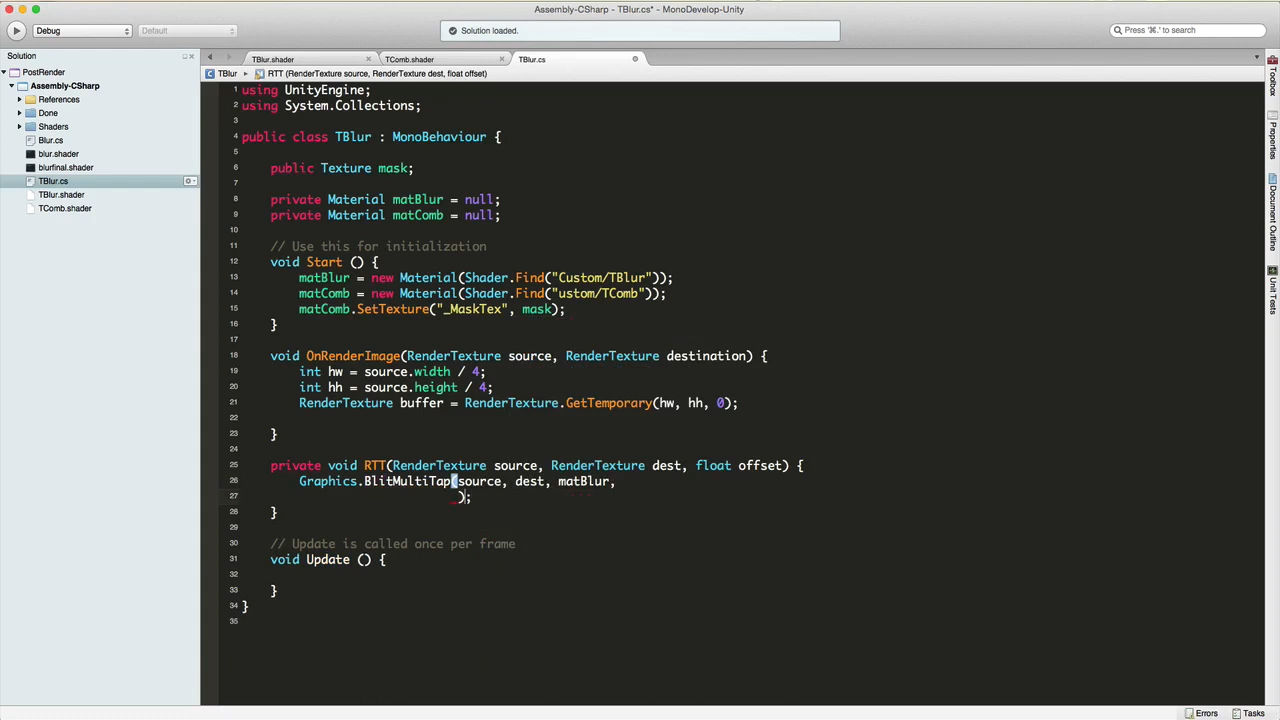 Assembly-CSharp - TBlur.cs* - MonoDevelop-Unity
Debug
Default
Solution loaded.
Press '⌘.' to search
Solution
PostRender
Assembly-CSharp
References
Done
Shaders
Blur.cs
blur.shader
blurfinal.shader
TBlur.cs
TBlur.shader
TComb.shader
TBlur.shader
TComb.shader
TBlur.cs
TBlur
RTT (RenderTexture source, RenderTexture dest, float offset)
1 using UnityEngine;
2 using System.Collections;
3
4 public class TBlur : MonoBehaviour {
5
6 public Texture mask;
7
8 private Material matBlur = null;
9 private Material matComb = null;
10
11 // Use this for initialization
12 void Start () {
13 matBlur = new Material(Shader.Find("Custom/TBlur"));
14 matComb = new Material(Shader.Find("ustom/TComb"));
15 matComb.SetTexture("_MaskTex", mask);
16 }
17
18 void OnRenderImage(RenderTexture source, RenderTexture destination) {
19 int hw = source.width / 4;
20 int hh = source.height / 4;
21 RenderTexture buffer = RenderTexture.GetTemporary(hw, hh, 0);
22
23 }
24
25 private void RTT(RenderTexture source, RenderTexture dest, float offset) {
26 Graphics.BlitMultiTap(source, dest, matBlur,
27 );
28 }
29
30 // Update is called once per frame
31 void Update () {
32
33 }
34 }
35
Toolbox
Properties
Document Outline
Unit Tests
Errors
Tasks